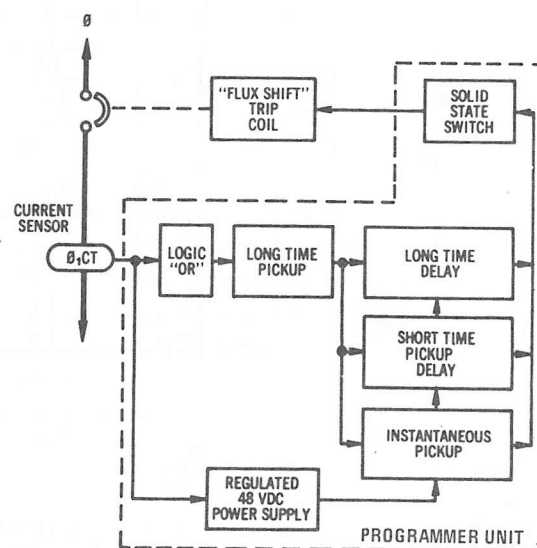 Ø
"FLUX SHIFT"
TRIP
COIL
SOLID
STATE
SWITCH
CURRENT
SENSOR
Ø,CT
LOGIC
"OR"
LONG TIME
PICKUP
LONG TIME
DELAY
SHORT TIME
PICKUP
DELAY
INSTANTANEOUS
PICKUP
REGULATED
48 VDC
POWER SUPPLY
PROGRAMMER UNIT